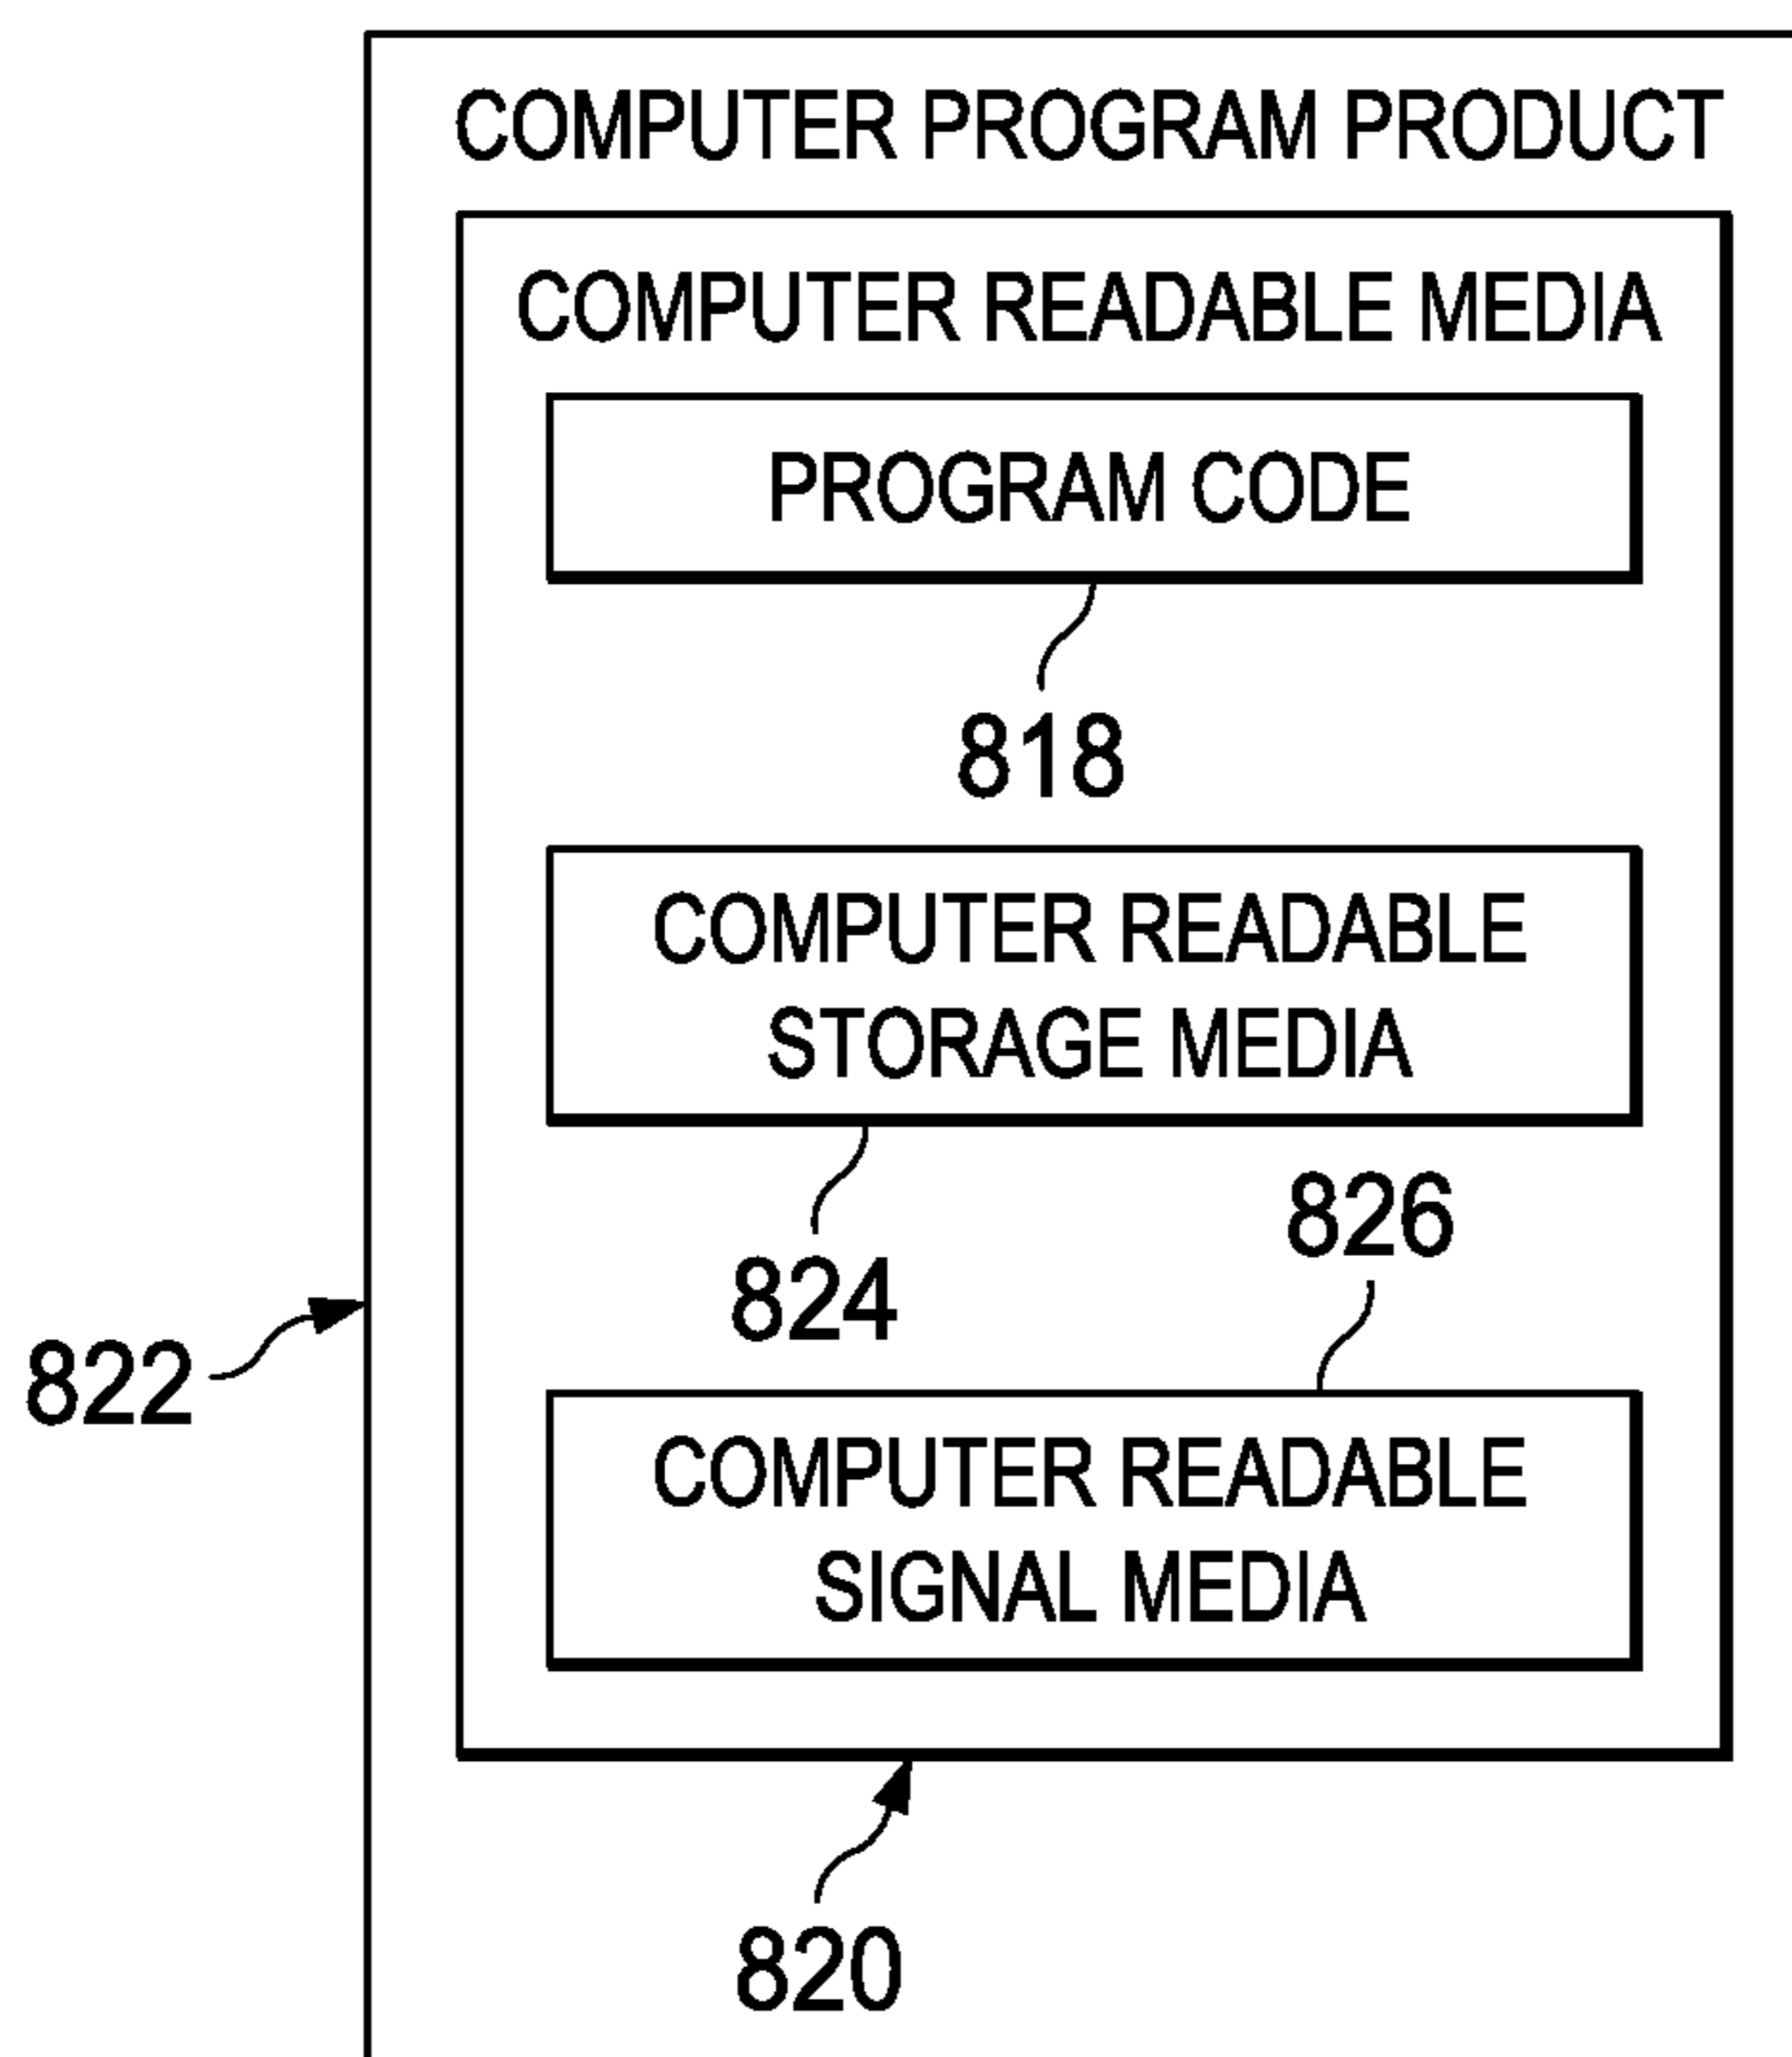 COMPUTER PROGRAM PRODUCT
COMPUTER READABLE MEDIA
PROGRAM CODE
818
COMPUTER READABLE
STORAGE MEDIA
824
826
822
COMPUTER READABLE
SIGNAL MEDIA
820